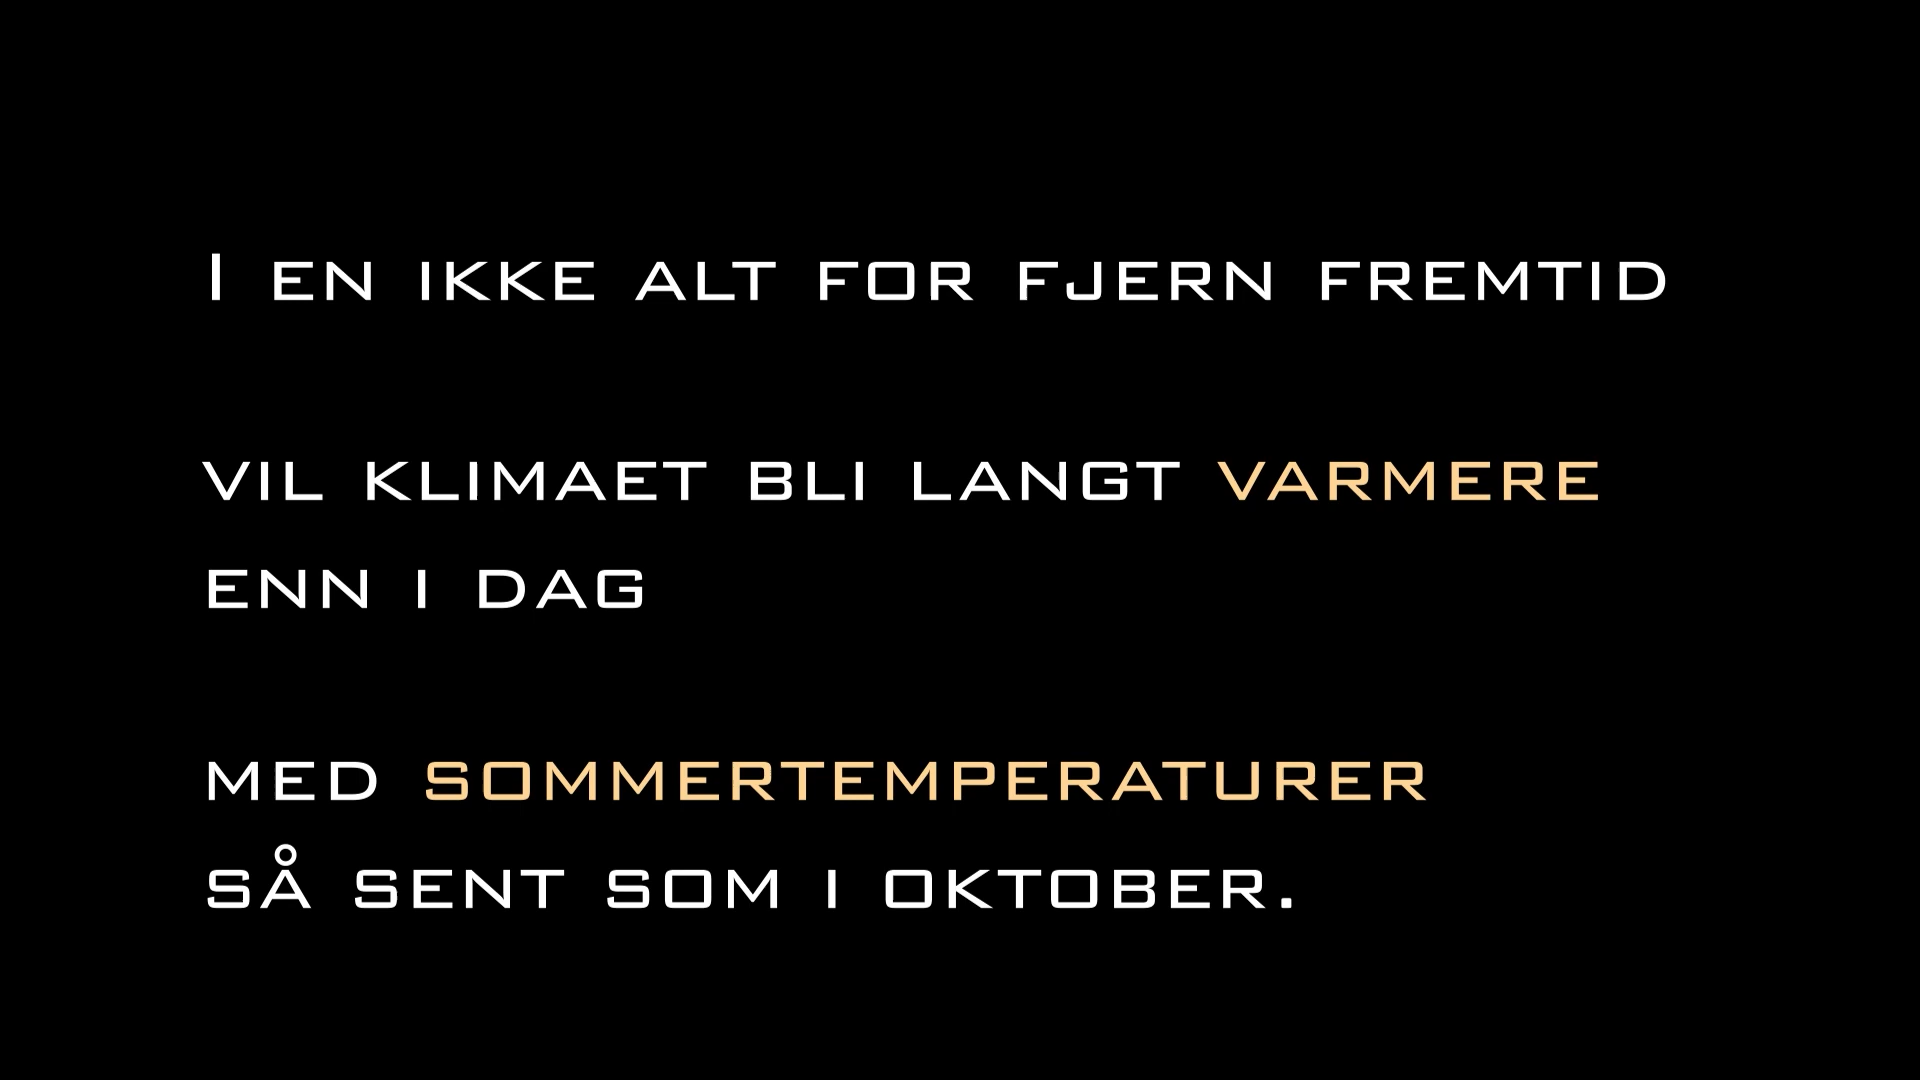 I en ikke alt for fjern fremtid
vil klimaet bli langt varmere
enn i dag
med sommertemperaturer
så sent som i oktober.